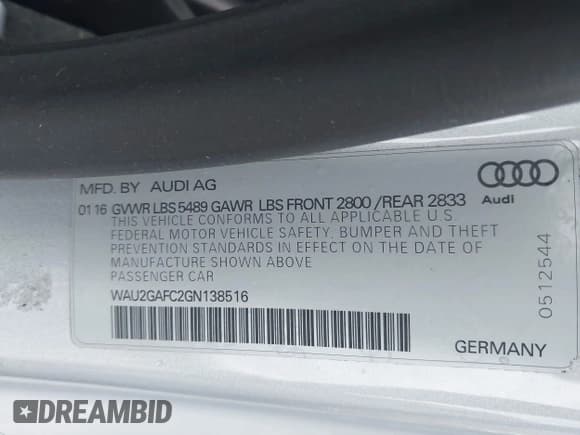 MFD. BY AUDI AG
01 16 GVWR LBS 5489 GAWR LBS FRONT 2800 /REAR 2833
THIS VEHICLE CONFORMS TO ALL APPLICABLE U.S.
FEDERAL MOTOR VEHICLE SAFETY, BUMPER AND THEFT
PREVENTION STANDARDS IN EFFECT ON THE DATE OF
MANUFACTURE SHOWN ABOVE
PASSENGER CAR
WAU2GAFC2GN138516
GERMANY
Audi
0512544
DREAMBID